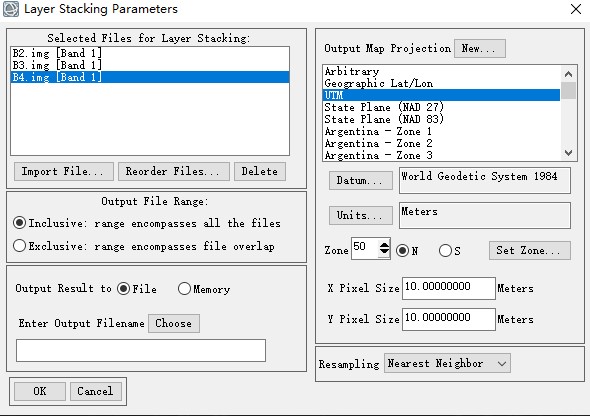 Layer Stacking Parameters
Selected Files for Layer Stacking:
B2.img [Band 1]
B3.img [Band 1]
B4.img [Band 1]
Import File... Reorder Files... Delete
Output File Range:
Inclusive: range encompasses all the files
Exclusive: range encompasses file overlap
Output Result to File Memory
Enter Output Filename Choose
OK Cancel
Output Map Projection New...
Arbitrary
Geographic Lat/Lon
UTM
State Plane (NAD 27)
State Plane (NAD 83)
Argentina - Zone 1
Argentina - Zone 2
Argentina - Zone 3
Datum... World Geodetic System 1984
Units... Meters
Zone 50 N S Set Zone...
X Pixel Size 10.00000000 Meters
Y Pixel Size 10.00000000 Meters
Resampling Nearest Neighbor